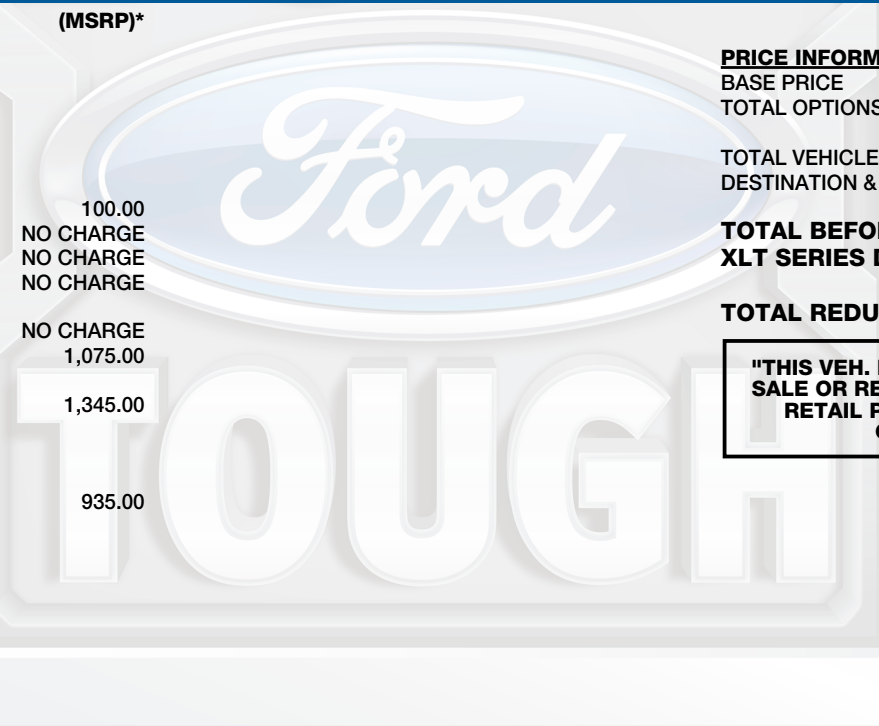 (MSRP)*
100.00
NO CHARGE
NO CHARGE
NO CHARGE
NO CHARGE
1,075.00
1,345.00
935.00
PRICE INFORM
BASE PRICE
TOTAL OPTIONS
TOTAL VEHICLE
DESTINATION &
TOTAL BEFO
XLT SERIES
TOTAL REDU
"THIS VEH.
SALE OR RE
RETAIL P
Ford
TOUGH